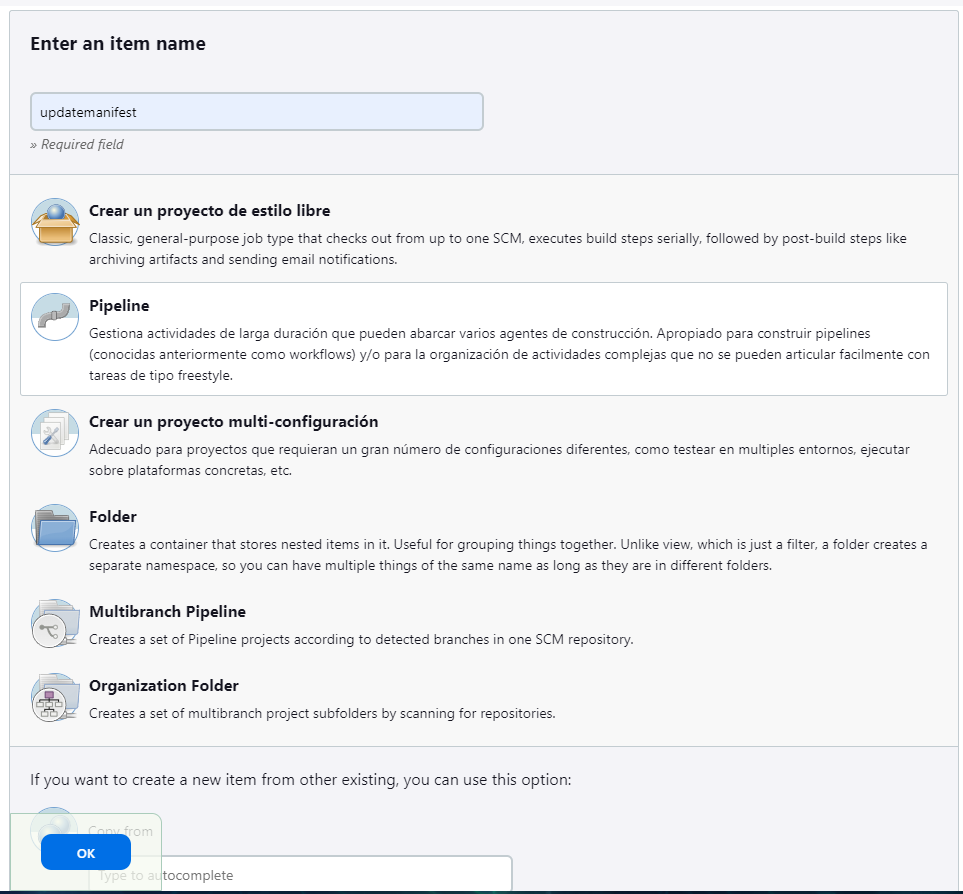 Enter an item name
updatemanifest
» Required field
Crear un proyecto de estilo libre
Classic, general-purpose job type that checks out from up to one SCM, executes build steps serially, followed by post-build steps like
archiving artifacts and sending email notifications.
Pipeline
Gestiona actividades de larga duración que pueden abarcar varios agentes de construcción. Apropiado para construir pipelines
(conocidas anteriormente como workflows) y/o para la organización de actividades complejas que no se pueden articular facilmente con
tareas de tipo freestyle.
Crear un proyecto multi-configuración
Adecuado para proyectos que requieran un gran número de configuraciones diferentes, como testear en multiples entornos, ejecutar
sobre plataformas concretas, etc.
Folder
Creates a container that stores nested items in it. Useful for grouping things together. Unlike view, which is just a filter, a folder creates a
separate namespace, so you can have multiple things of the same name as long as they are in different folders.
Multibranch Pipeline
Creates a set of Pipeline projects according to detected branches in one SCM repository.
Organization Folder
Creates a set of multibranch project subfolders by scanning for repositories.
If you want to create a new item from other existing, you can use this option:
Copy from
OK
Type to autocomplete